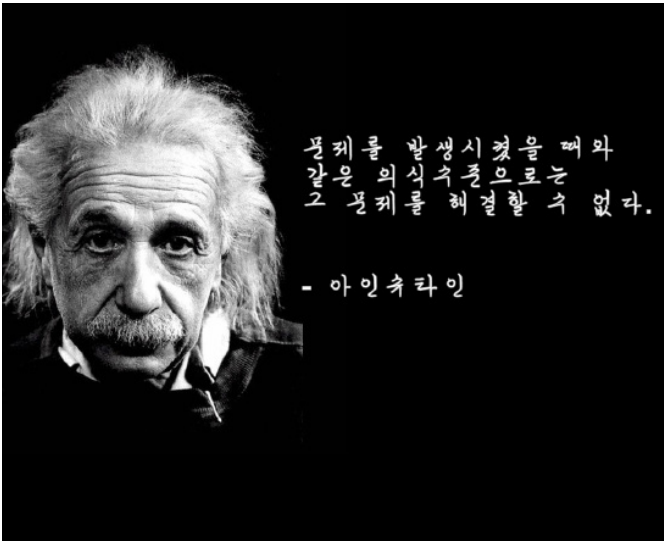 문제를 발생시켰을 때와
같은 의식수준으로는
그 문제를 해결할 수 없다.
- 아인슈타인